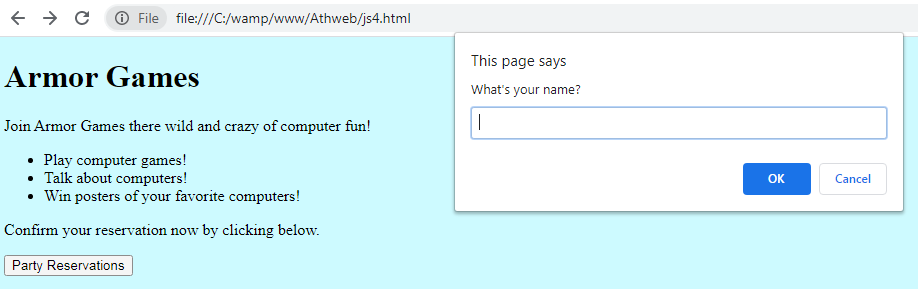 File file:///C:/wamp/www/Athweb/js4.html
This page says
What's your name?
OK Cancel
Armor Games
Join Armor Games there wild and crazy of computer fun!
• Play computer games!
• Talk about computers!
• Win posters of your favorite computers!
Confirm your reservation now by clicking below.
Party Reservations